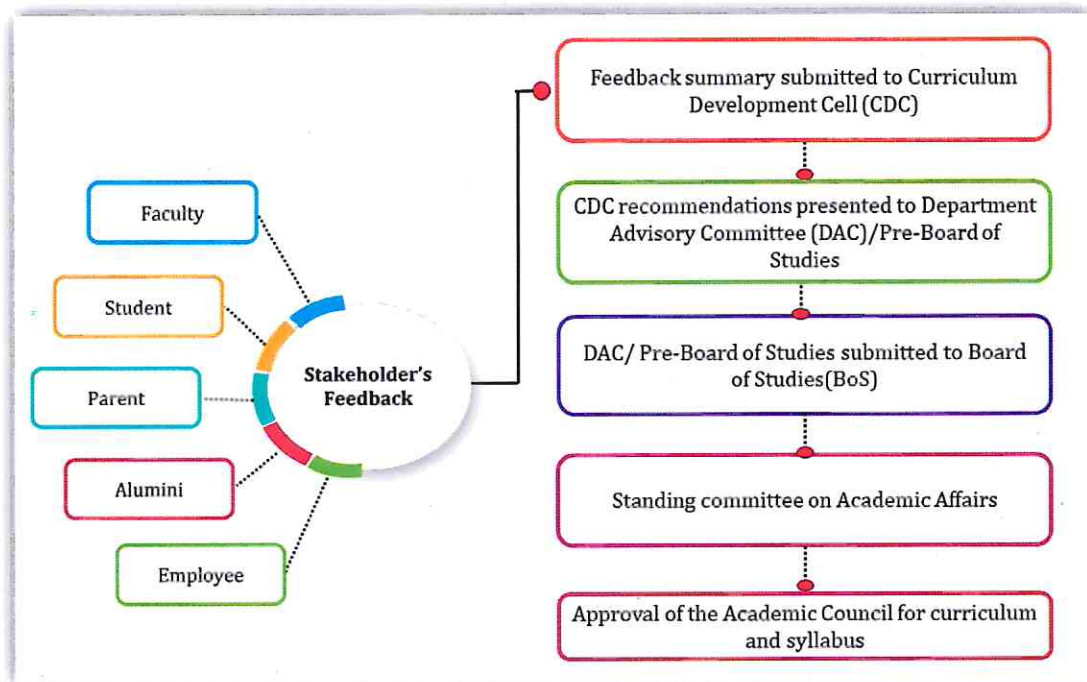 Faculty
Student
Parent
Alumini
Employee
Stakeholder's
Feedback
Feedback summary submitted to Curriculum
Development Cell (CDC)
CDC recommendations presented to Department
Advisory Committee (DAC)/Pre-Board of
Studies
DAC/ Pre-Board of Studies submitted to Board
of Studies(BoS)
Standing committee on Academic Affairs
Approval of the Academic Council for curriculum
and syllabus